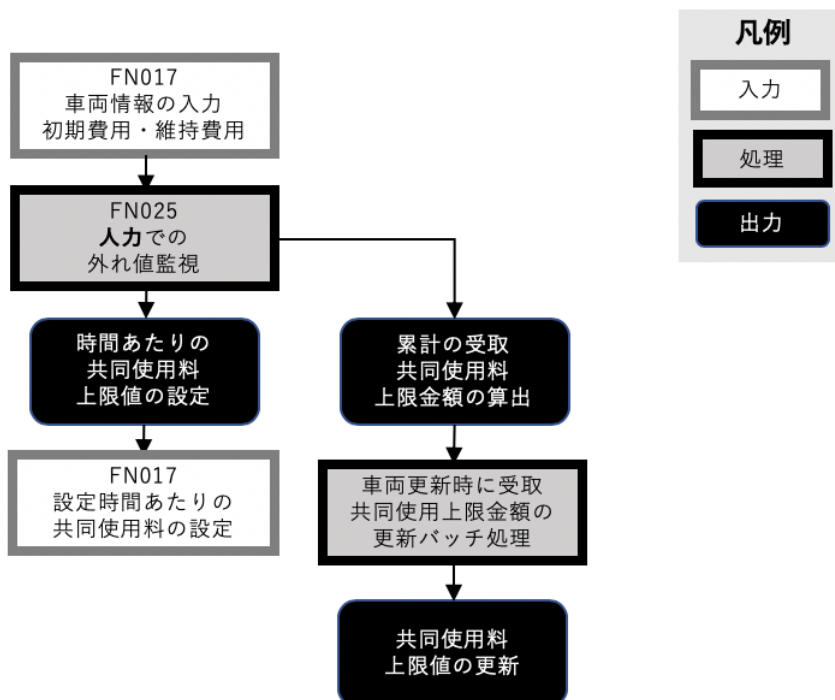 凡例
入力
処理
出力
FN017
車両情報の入力
初期費用・維持費用
FN025
人力での
外れ値監視
時間あたりの
共同使用料
上限値の設定
FN017
設定時間あたりの
共同使用料の設定
累計の受取
共同使用料
上限金額の算出
車両更新時に受取
共同使用上限金額の
更新バッチ処理
共同使用料
上限値の更新